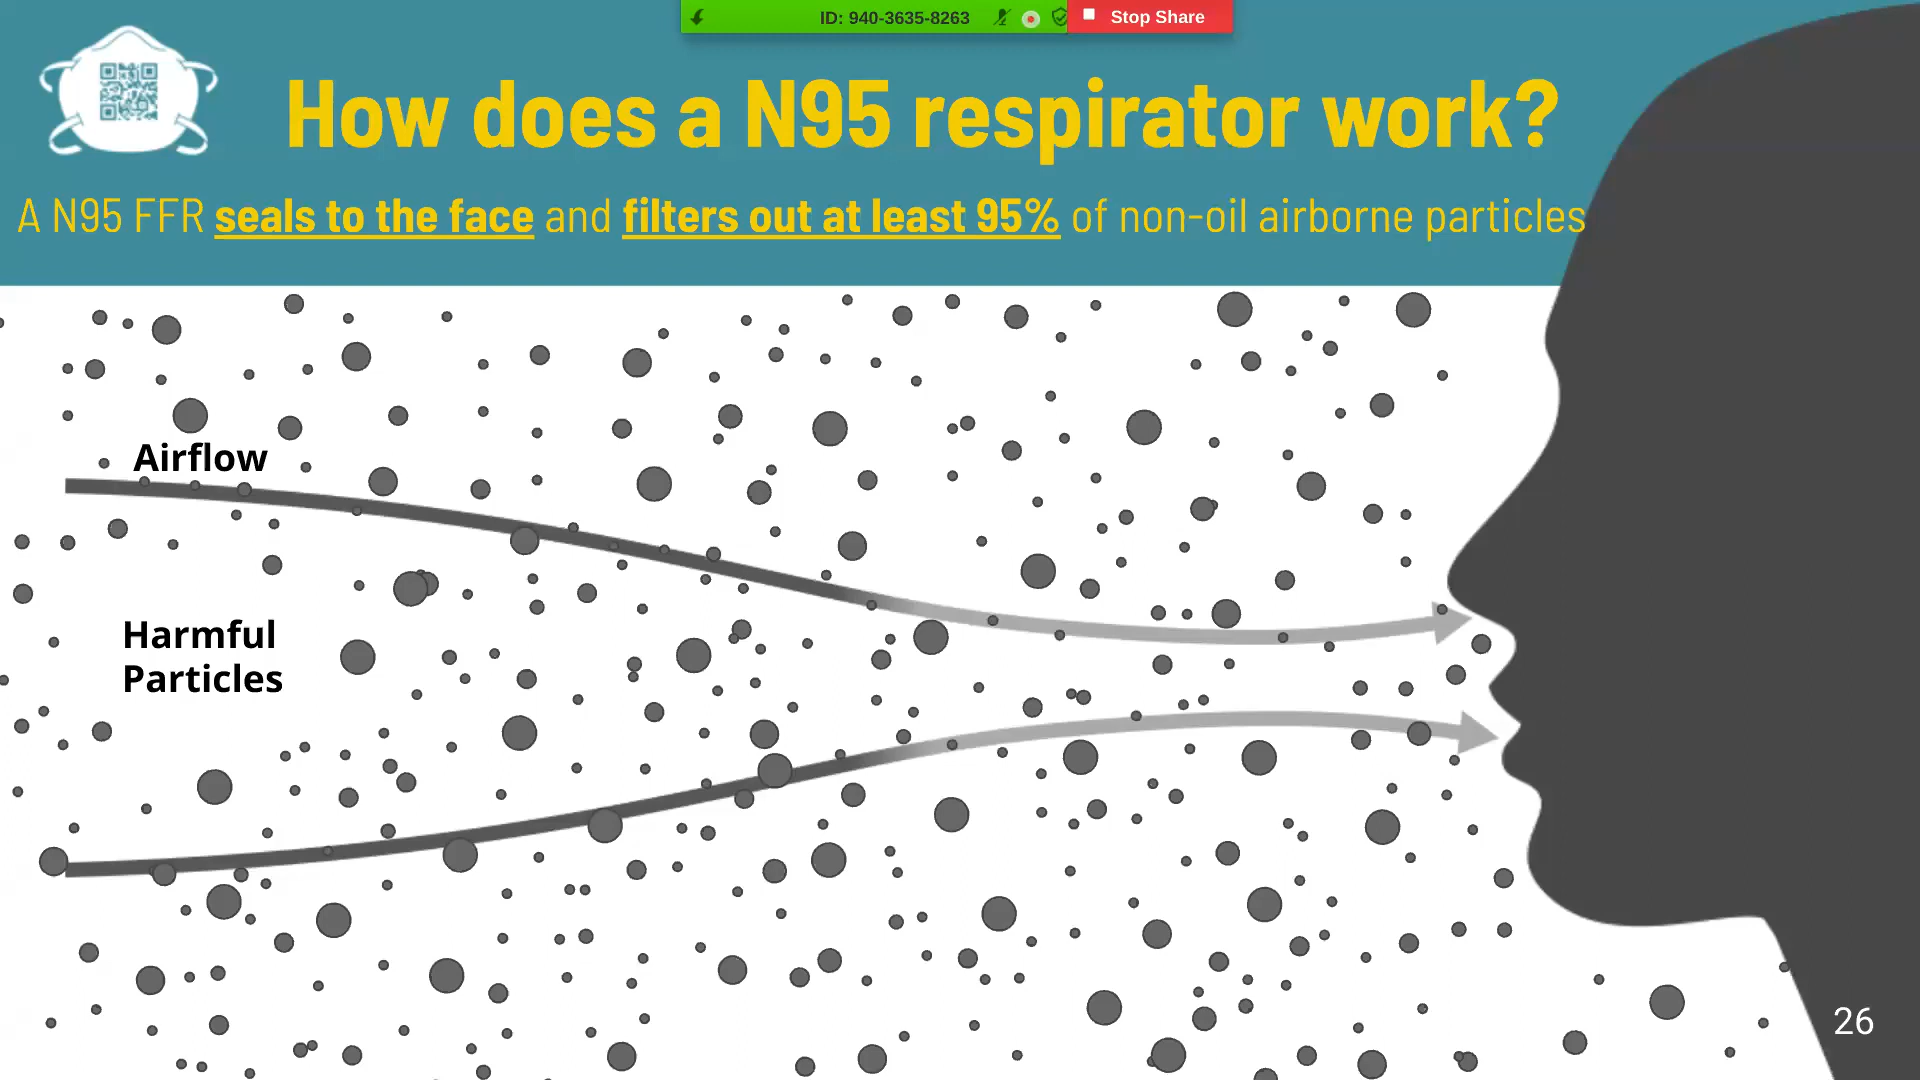 ID: 940-3635-8263
Stop Share
How does a N95 respirator work?
A N95 FFR seals to the face and filters out at least 95% of non-oil airborne particles
Airflow
Harmful
Particles
26